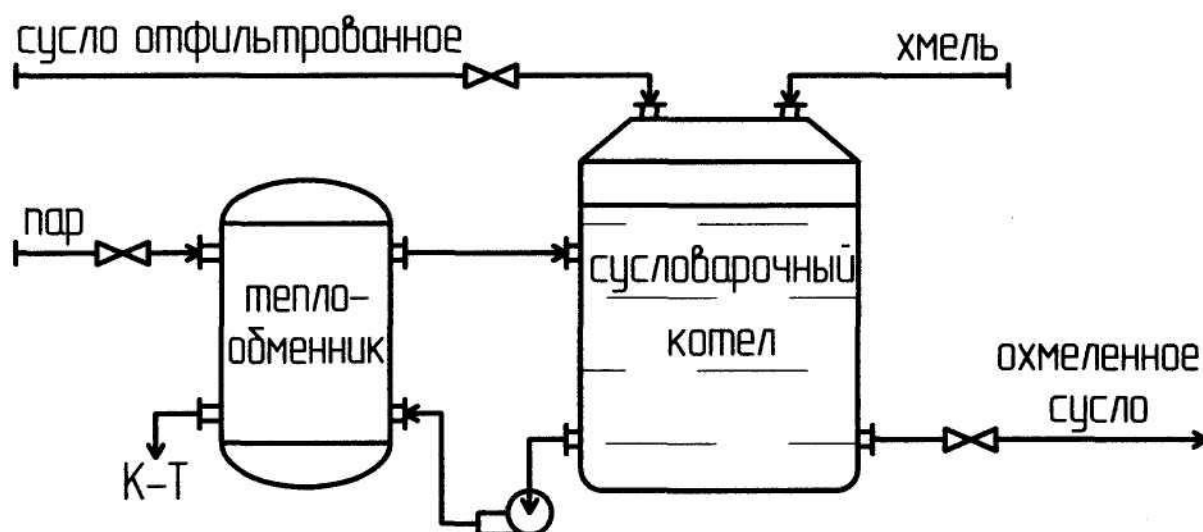 сусло отфильтрованное
хмель
пар
тепло-
обменник
сусловарочный
котел
охмеленное
сусло
К-Т